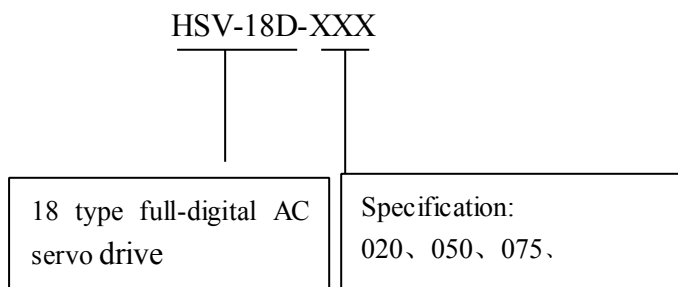 HSV-18D-XXX
18 type full-digital AC
servo drive
Specification:
020、050、075、